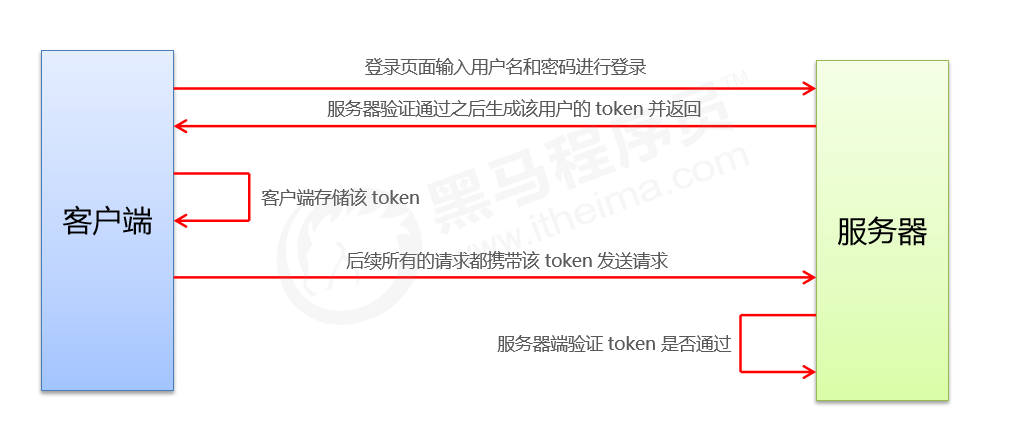 登录页面输入用户名和密码进行登录
服务器验证通过之后生成该用户的 token 并返回
客户端
客户端存储该 token
服务器
后续所有的请求都携带该 token 发送请求
服务器端验证 token 是否通过
黑马程序员™
www.itheima.com